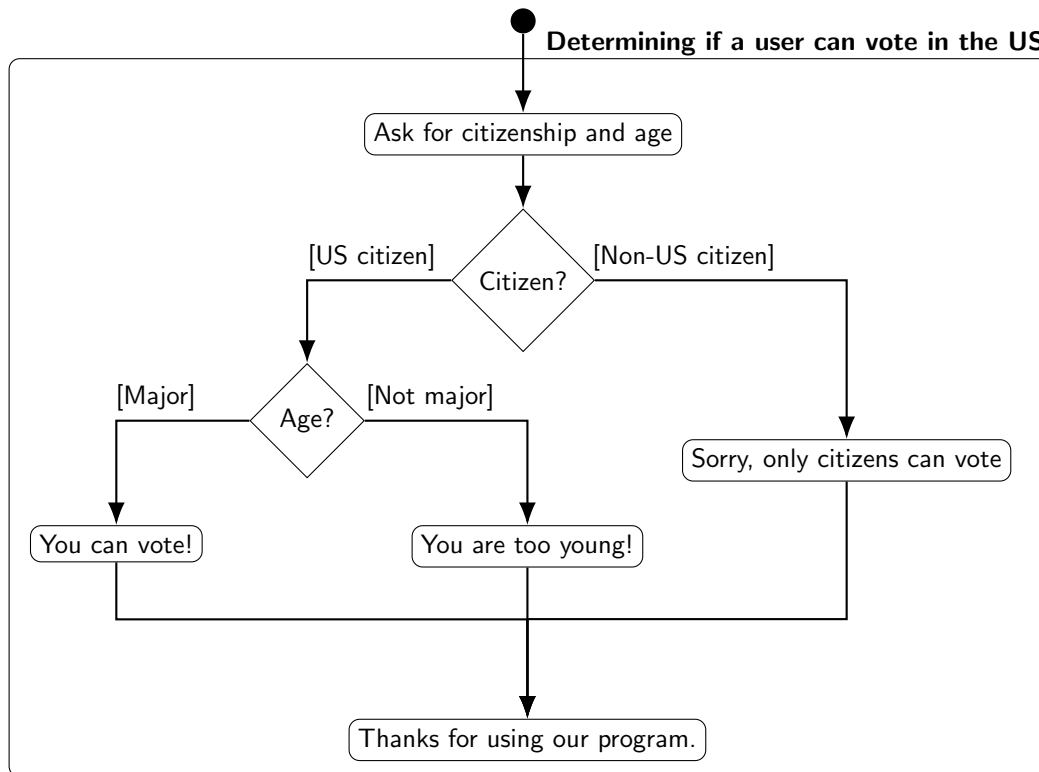 Determining if a user can vote in the US
Ask for citizenship and age
[US citizen]
[Non-US citizen]
Citizen?
[Major]
[Not major]
Age?
Sorry, only citizens can vote
You can vote!
You are too young!
Thanks for using our program.